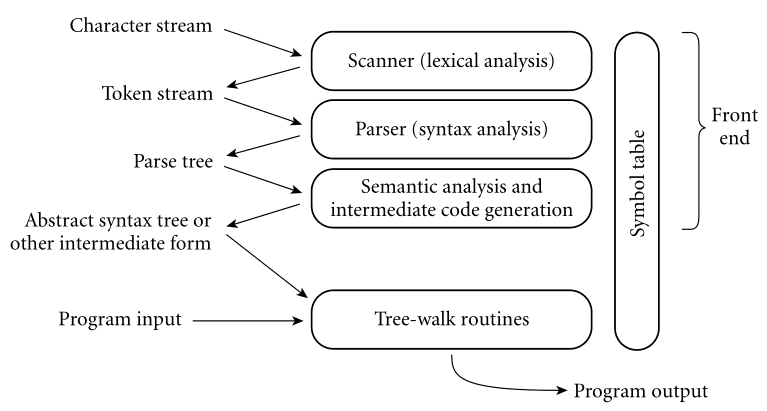 Character stream
Scanner (lexical analysis)
Token stream
Parser (syntax analysis)
Parse tree
Semantic analysis and
intermediate code generation
Abstract syntax tree or
other intermediate form
Program input
Tree-walk routines
Program output
Symbol table
Front
end